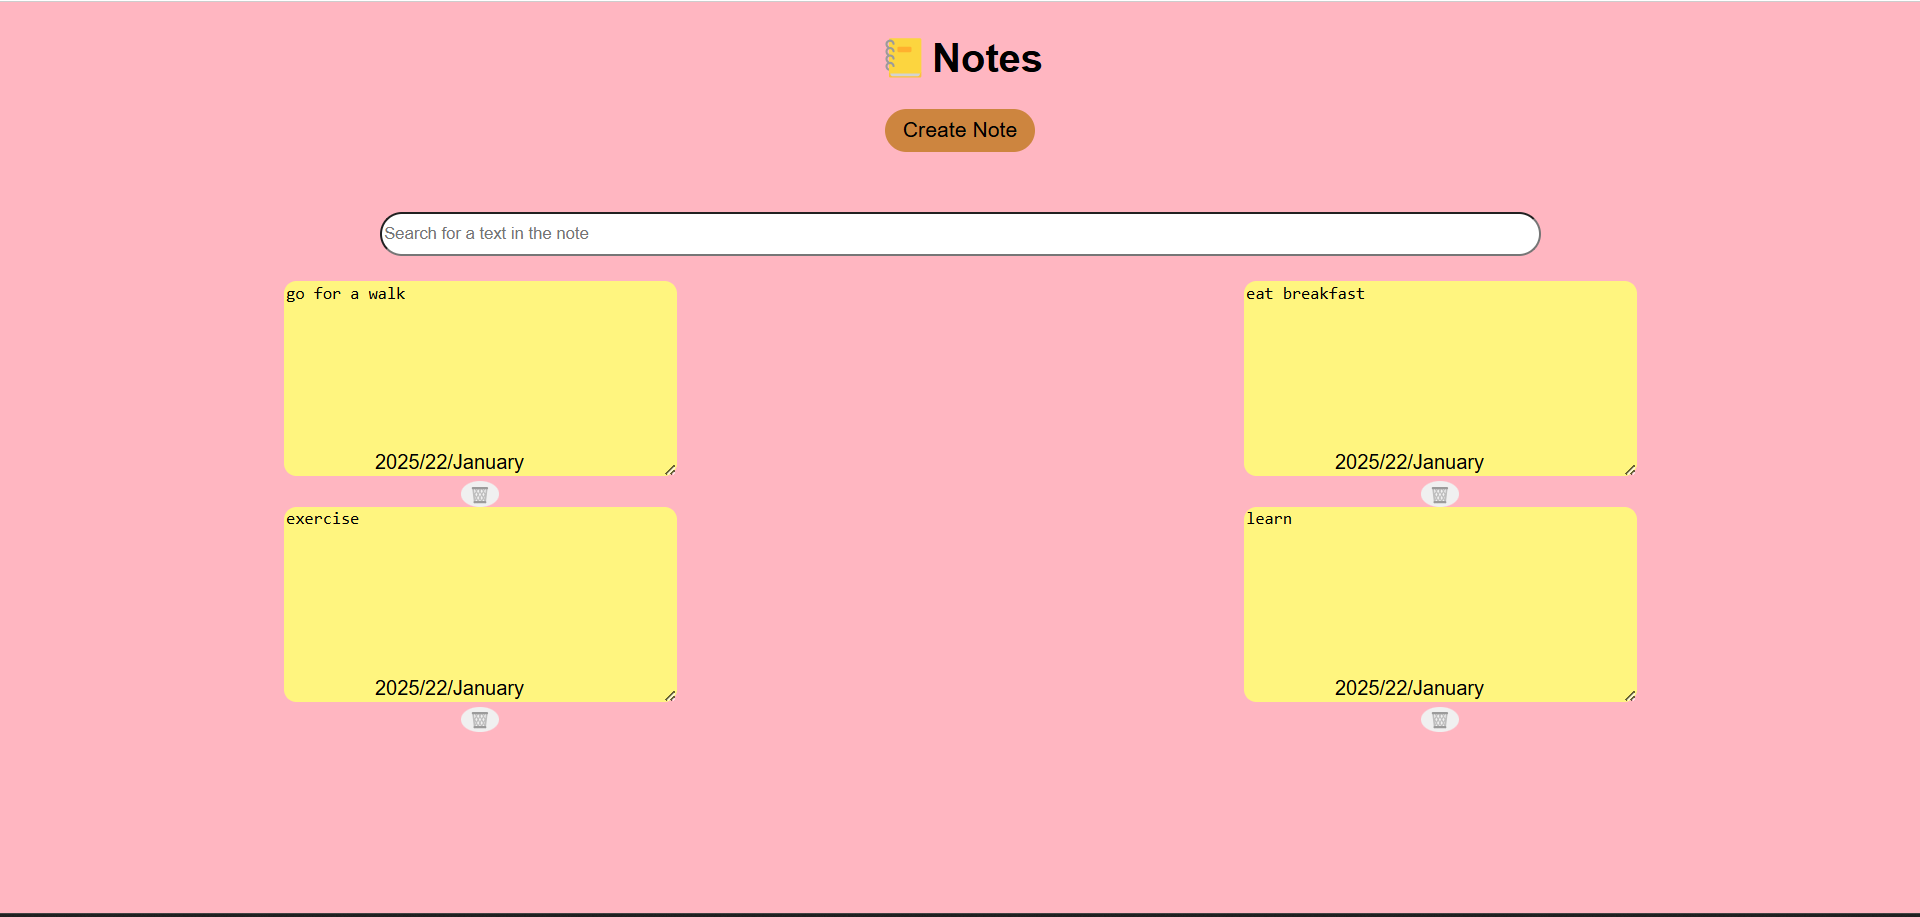 Notes
Create Note
Search for a text in the note
go for a walk
2025/22/January
eat breakfast
2025/22/January
exercise
2025/22/January
learn
2025/22/January